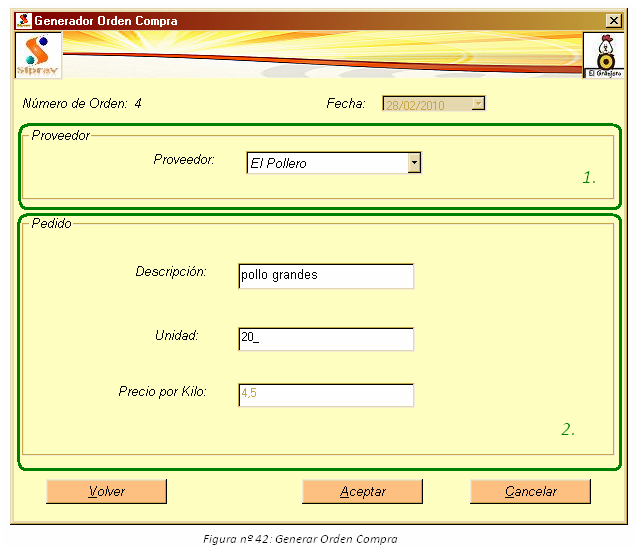 Generador Orden Compra
Siprav
El Granjero
Número de Orden: 4
Fecha: 28/02/2010
Proveedor
Proveedor: El Pollero
1.
Pedido
Descripción: pollo grandes
Unidad: 20_
Precio por Kilo: 4,5
2.
Volver Aceptar Cancelar
Figura nº 42: Generar Orden Compra